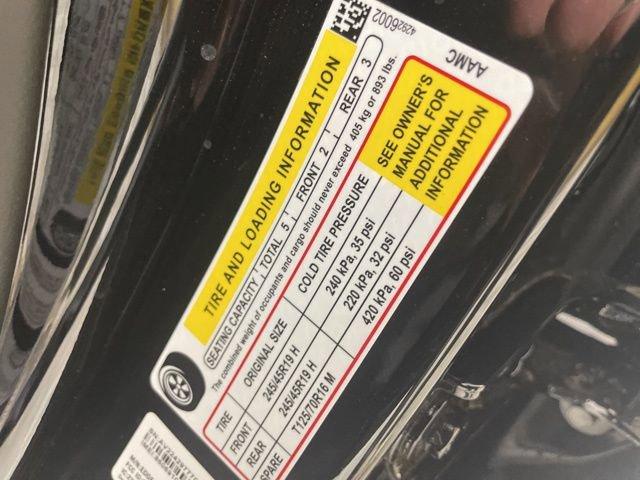 42926002
AAMC
TIRE AND LOADING INFORMATION
SEATING CAPACITY TOTAL 5 FRONT 2 REAR 3
The combined weight of occupants and cargo should never exceed 405 kg or 893 lbs.
TIRE ORIGINAL SIZE COLD TIRE PRESSURE
FRONT 245/45R19 H 240 kPa, 35 psi
REAR 245/45R19 H 220 kPa, 32 psi
SPARE T125/70R16 M 420 kPa, 60 psi
SEE OWNER'S
MANUAL FOR
ADDITIONAL
INFORMATION